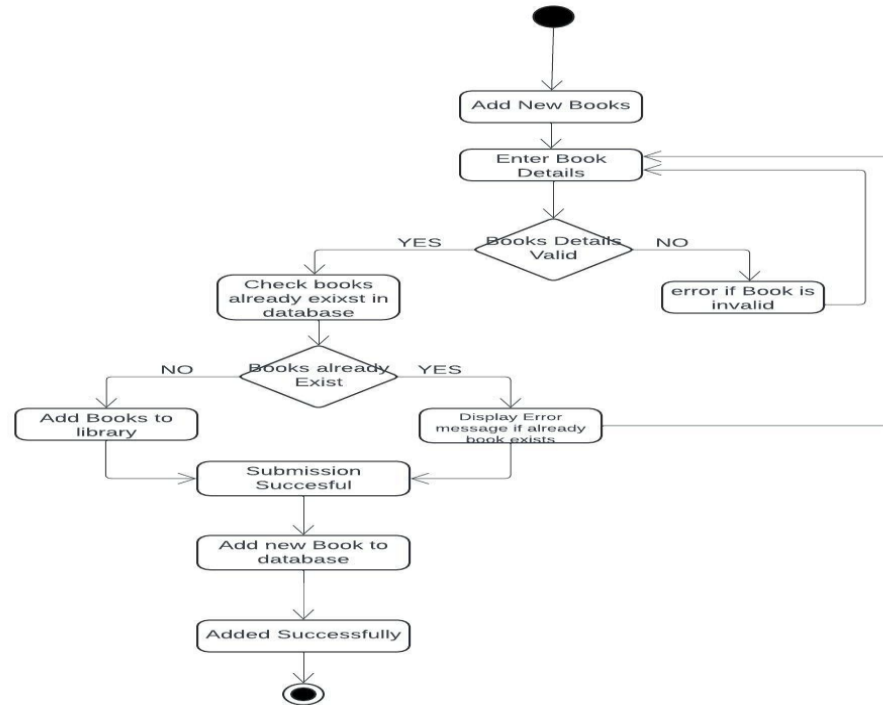 Add New Books
Enter Book
Details
Books Details
Valid
YES
NO
Check books
already exixst in
database
error if Book is
invalid
Books already
Exist
NO
YES
Add Books to
library
Display Error
message if already
book exists
Submission
Succesful
Add new Book to
database
Added Successfully